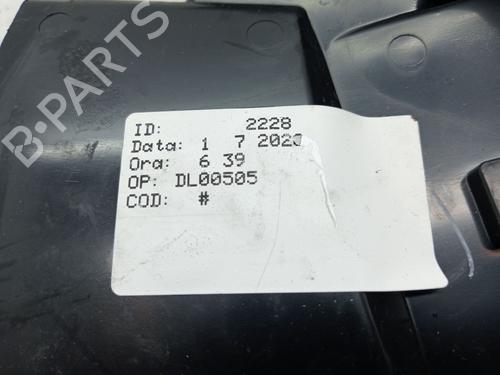 B-PARTS
ID: 2228
Data: 1 7 2020
Ora: 6 39
OP: DL00505
COD: #